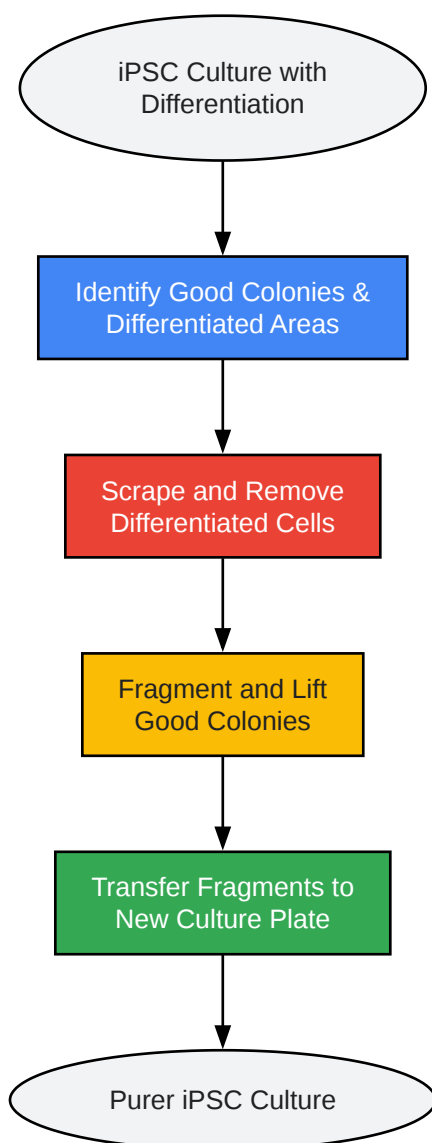 iPSC Culture with
Differentiation
Identify Good Colonies &
Differentiated Areas
Scrape and Remove
Differentiated Cells
Fragment and Lift
Good Colonies
Transfer Fragments to
New Culture Plate
Purer iPSC Culture